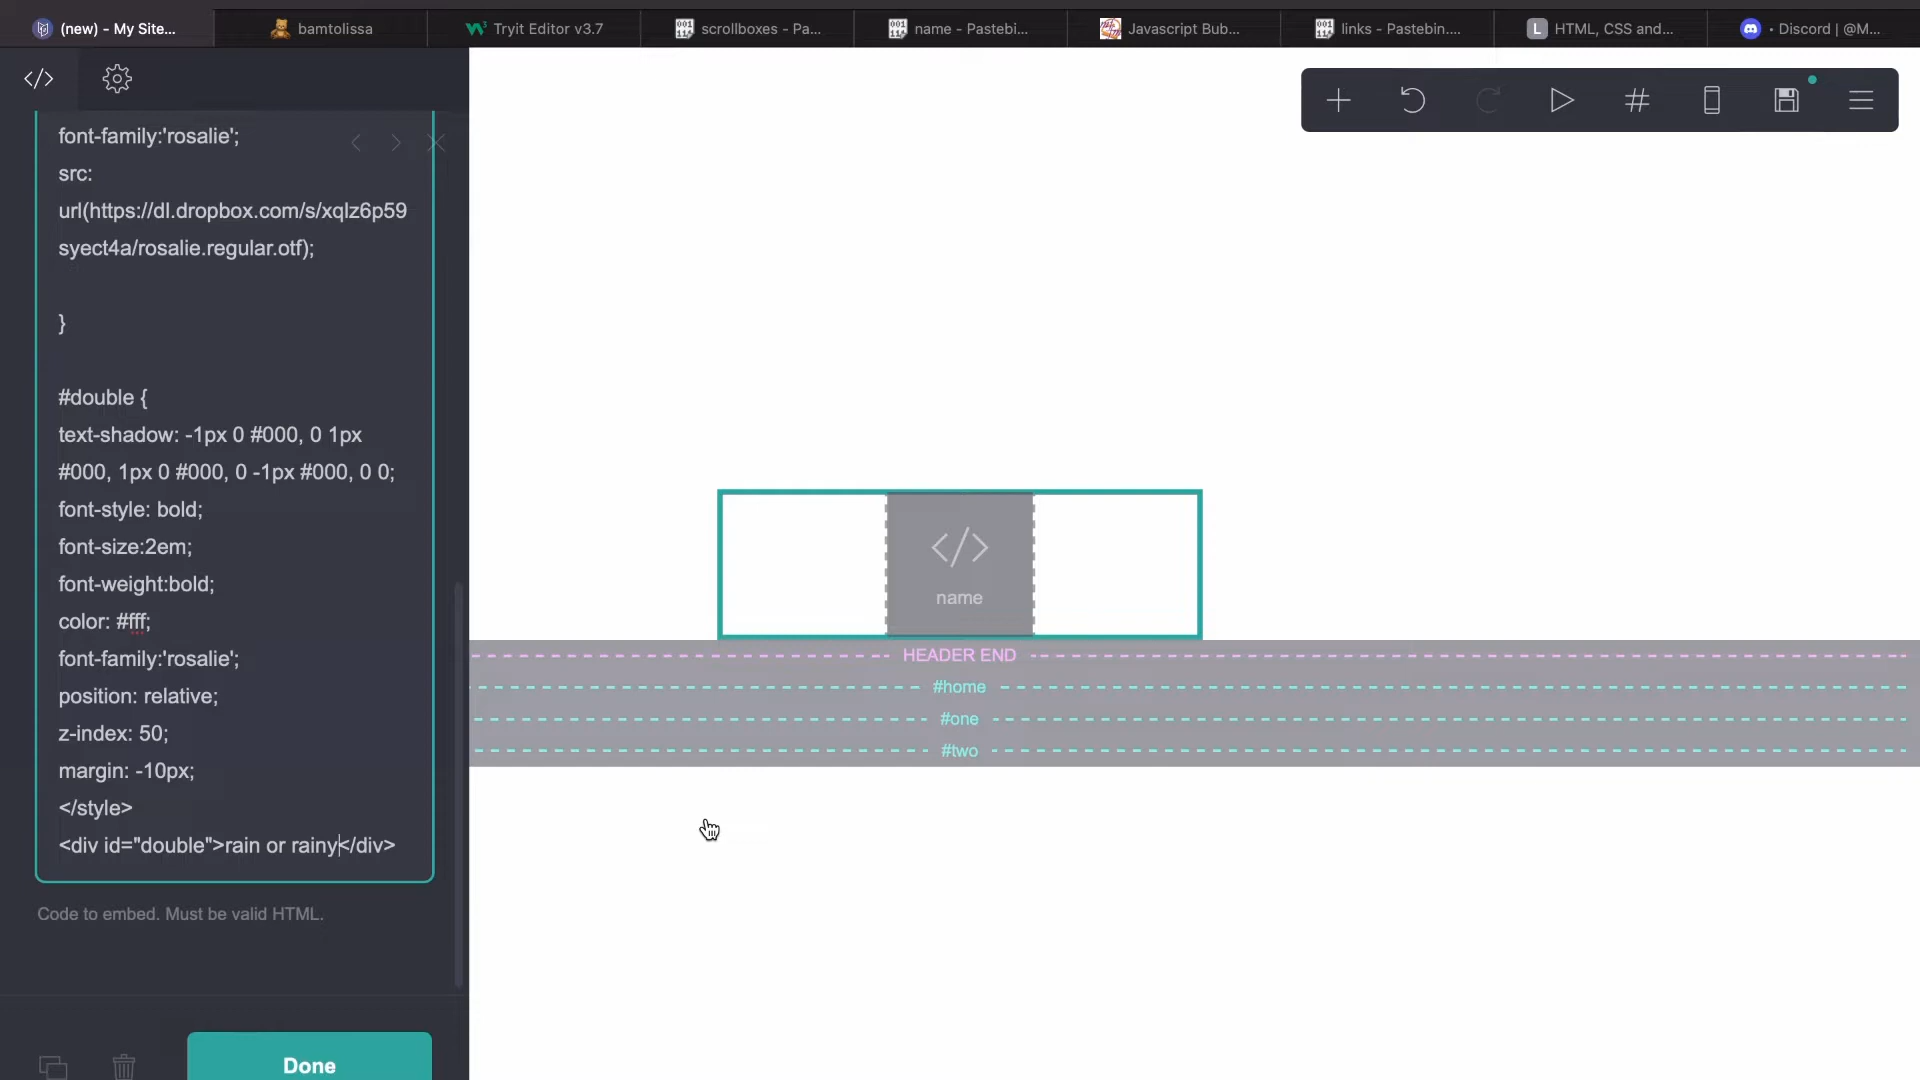 (new) - My Site...
bamtolissa
Tryit Editor v3.7
scrollboxes - Pa...
name - Pastebi...
Javascript Bub...
links - Pastebin....
L
HTML, CSS and...
· Discord | @M...
font-family:'rosalie';
src:
url(https://dl.dropbox.com/s/xqlz6p59
syect4a/rosalie.regular.otf);
}
#double {
text-shadow: -1px 0 #000, 0 1px
#000, 1px 0 #000, 0 -1px #000, 0 0;
font-style: bold;
font-size:2em;
font-weight:bold;
color: #fff;
font-family:'rosalie';
position: relative;
z-index: 50;
margin: -10px;
</style>
<div id="double">rain or rainy</div>
Code to embed. Must be valid HTML.
Done
name
HEADER END
#home
#one
#two